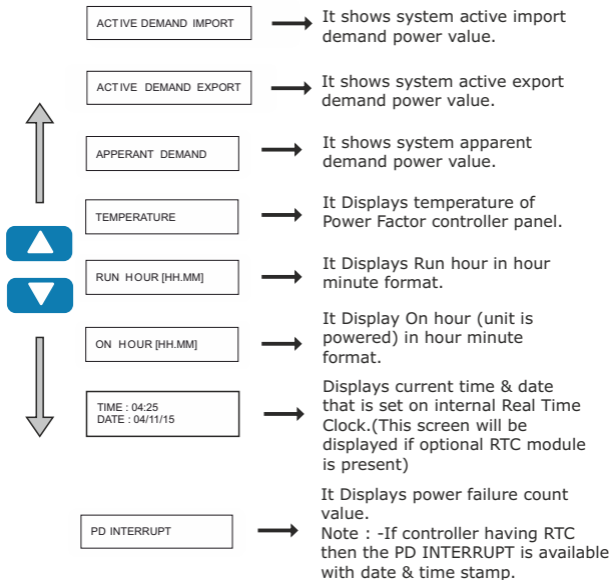 ACTIVE DEMAND IMPORT
It shows system active import
demand power value.
ACTIVE DEMAND EXPORT
It shows system active export
demand power value.
APPERANT DEMAND
It shows system apparent
demand power value.
TEMPERATURE
It Displays temperature of
Power Factor controller panel.
RUN HOUR [HH.MM]
It Displays Run hour in hour
minute format.
ON HOUR [HH.MM]
It Display On hour (unit is
powered) in hour minute
format.
TIME : 04:25
DATE : 04/11/15
Displays current time & date
that is set on internal Real Time
Clock.(This screen will be
displayed if optional RTC module
is present)
PD INTERRUPT
It Displays power failure count
value.
Note : -If controller having RTC
then the PD INTERRUPT is available
with date & time stamp.